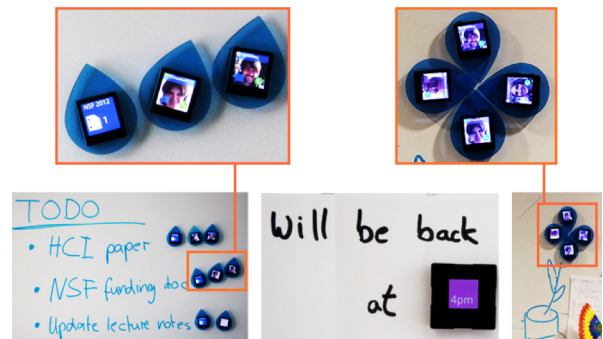 NSF 2012
1
TODO
• HCI paper
• NSF funding doc
• Update lecture notes
Will be back
at 4pm